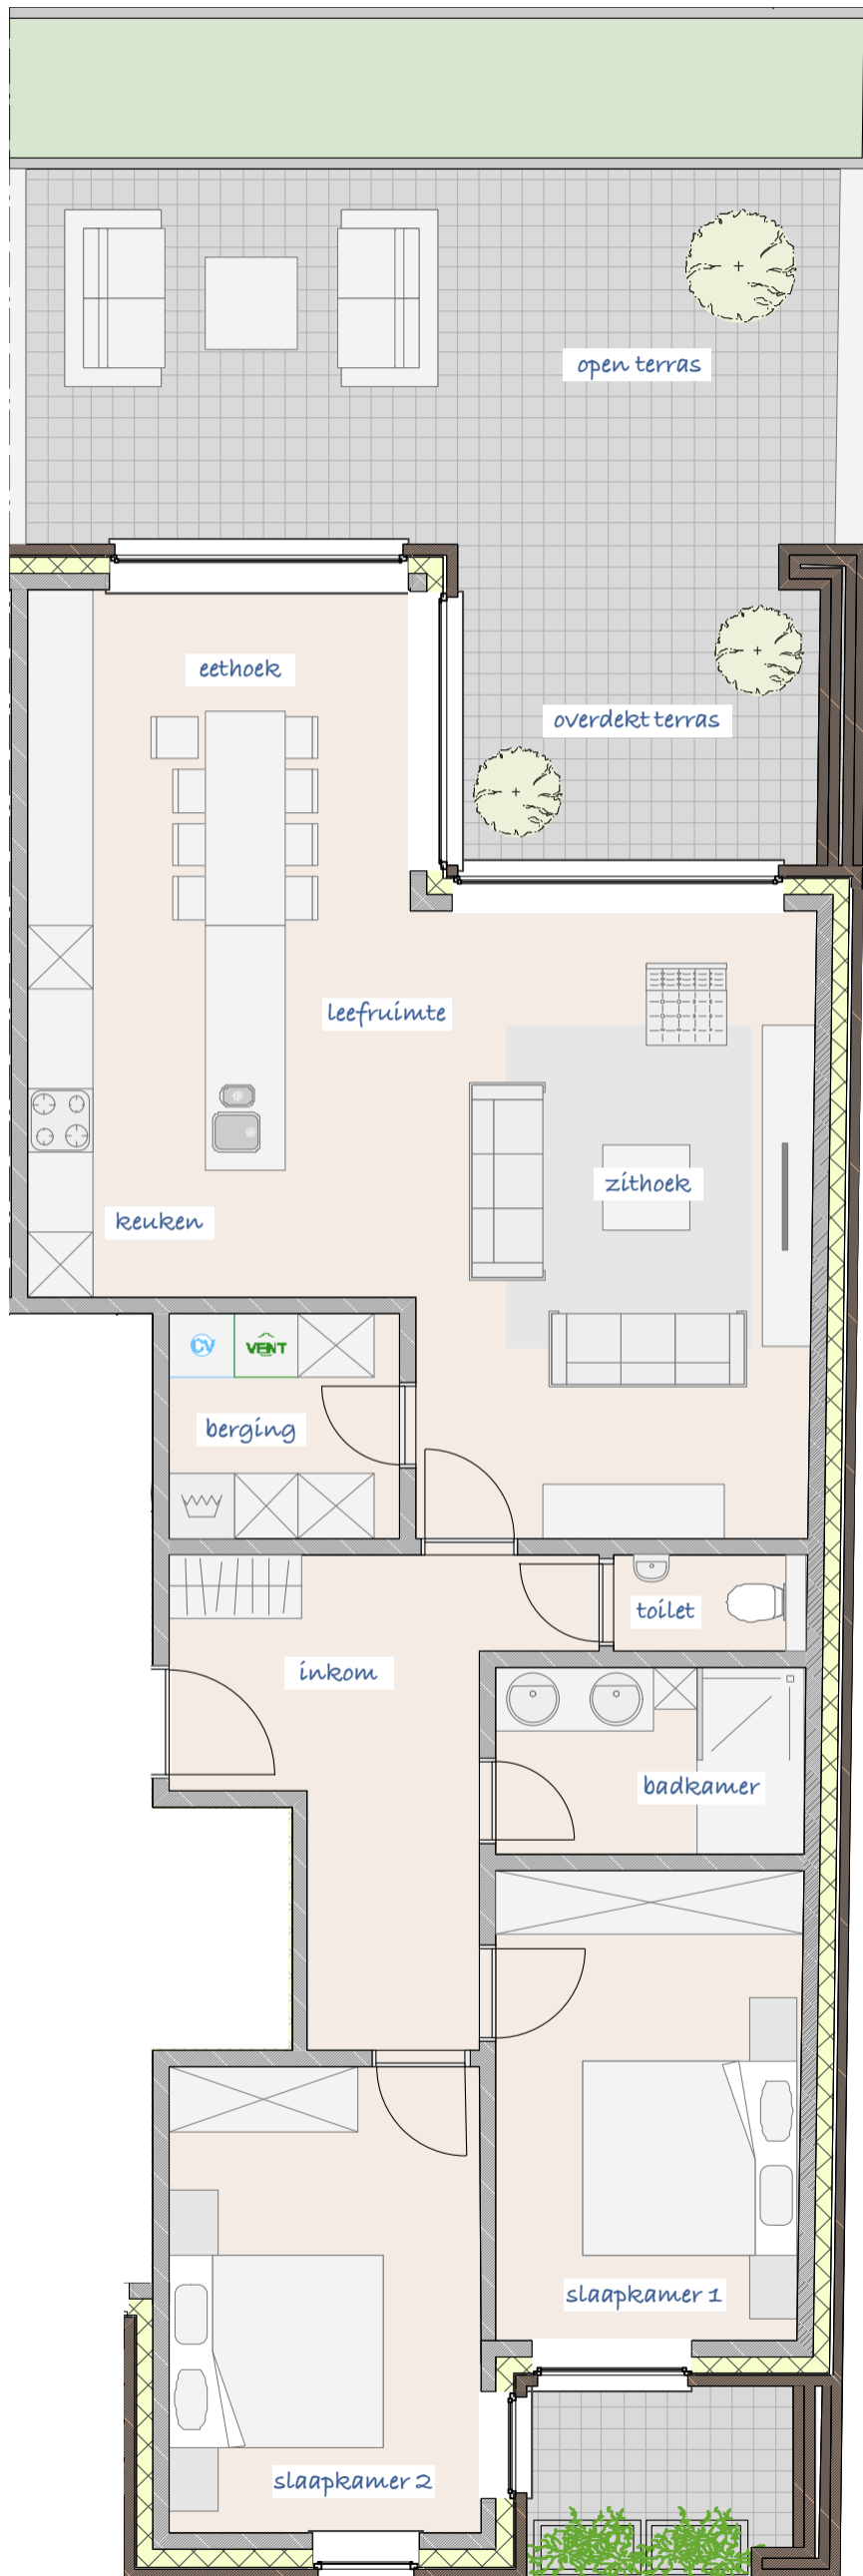 open terras
eethoek
overdekt terras
leefruimte
zithoek
keuken
CV
VENT
berging
toilet
inkom
badkamer
slaapkamer 1
slaapkamer 2